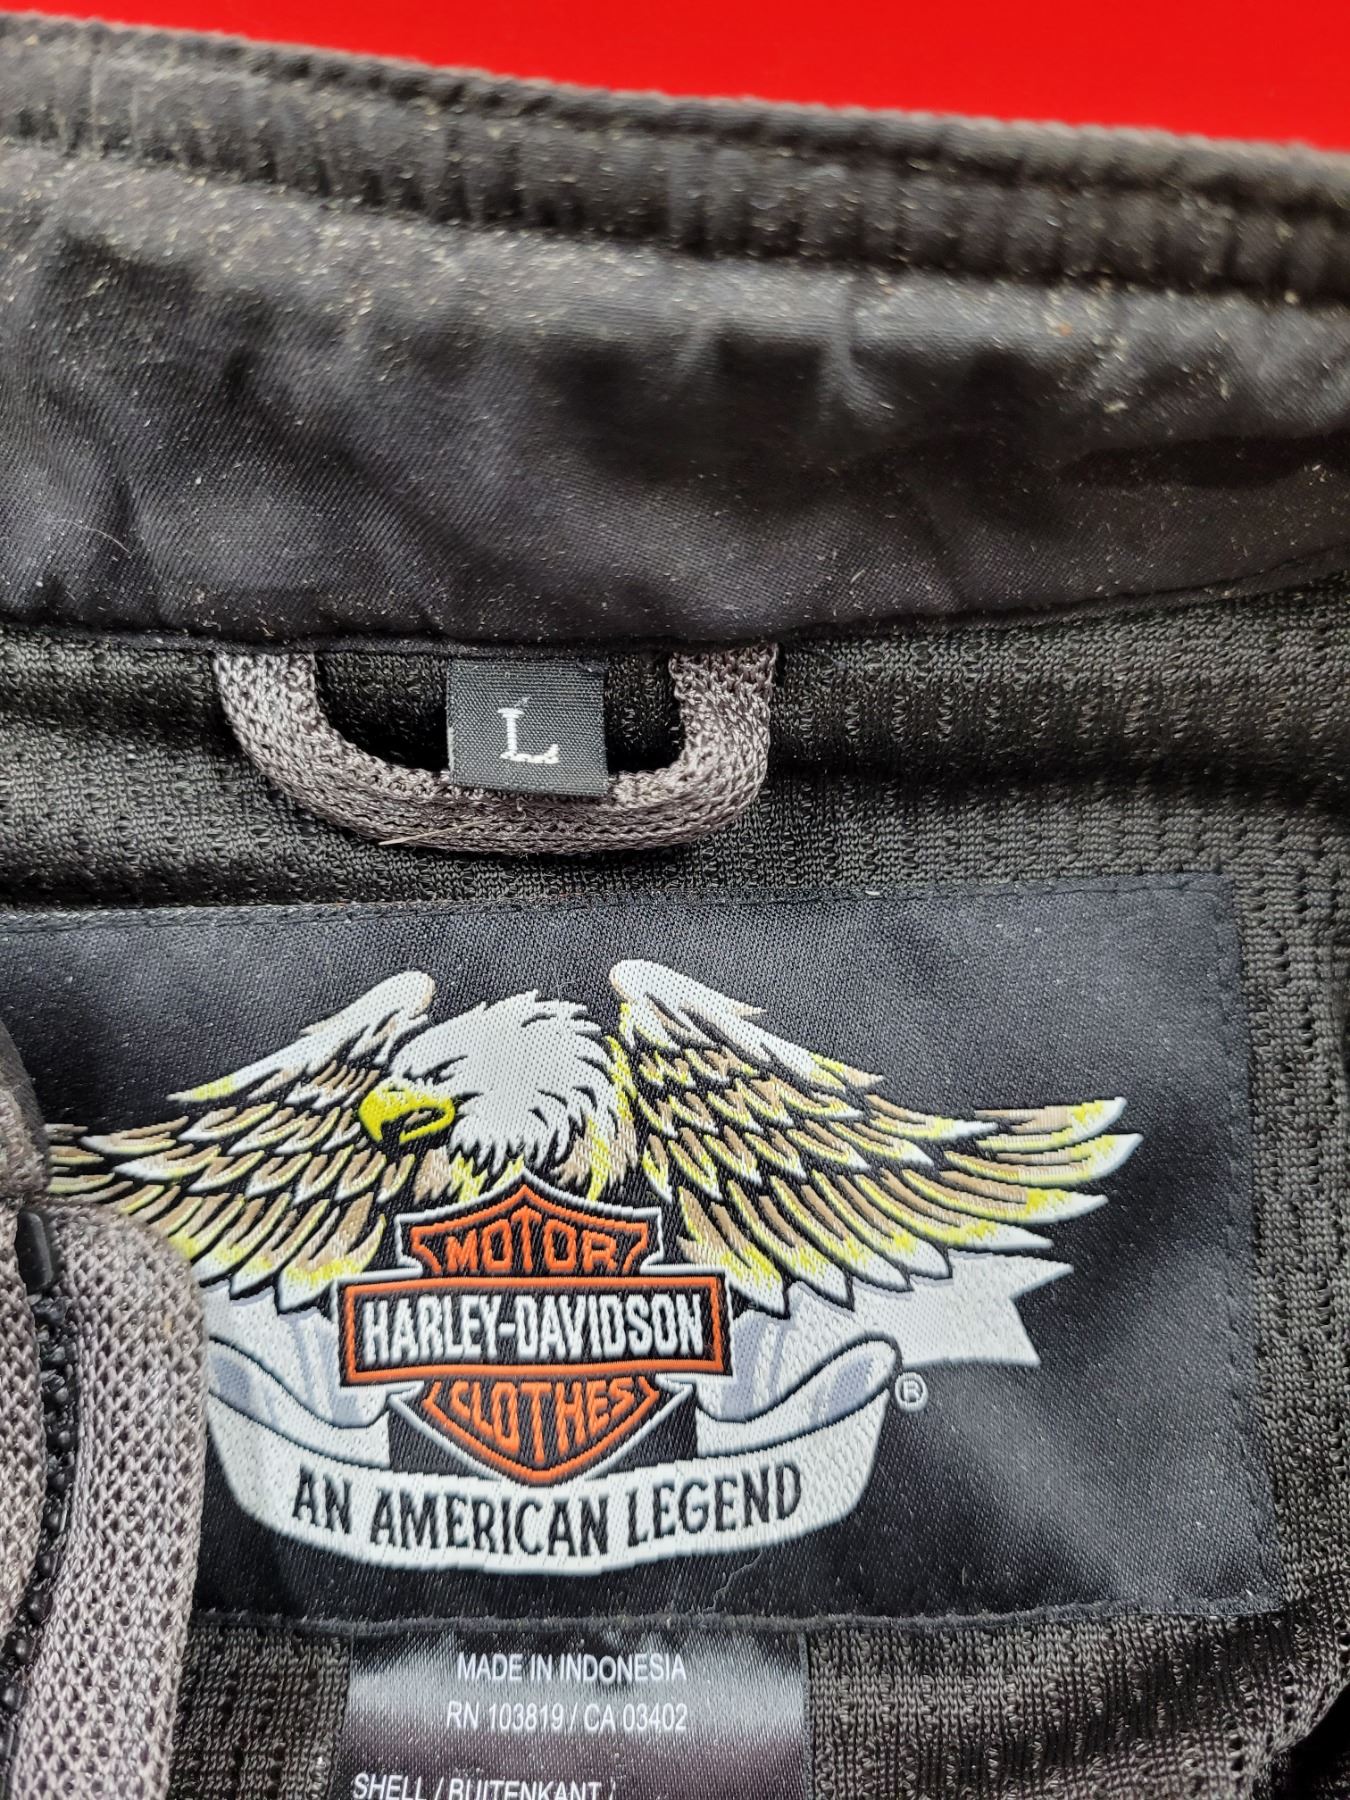 L
MOTOR
HARLEY-DAVIDSON
CLOTHES
®
AN AMERICAN LEGEND
MADE IN INDONESIA
RN 103819 / CA 03402
SHELL / BUITENKANT /